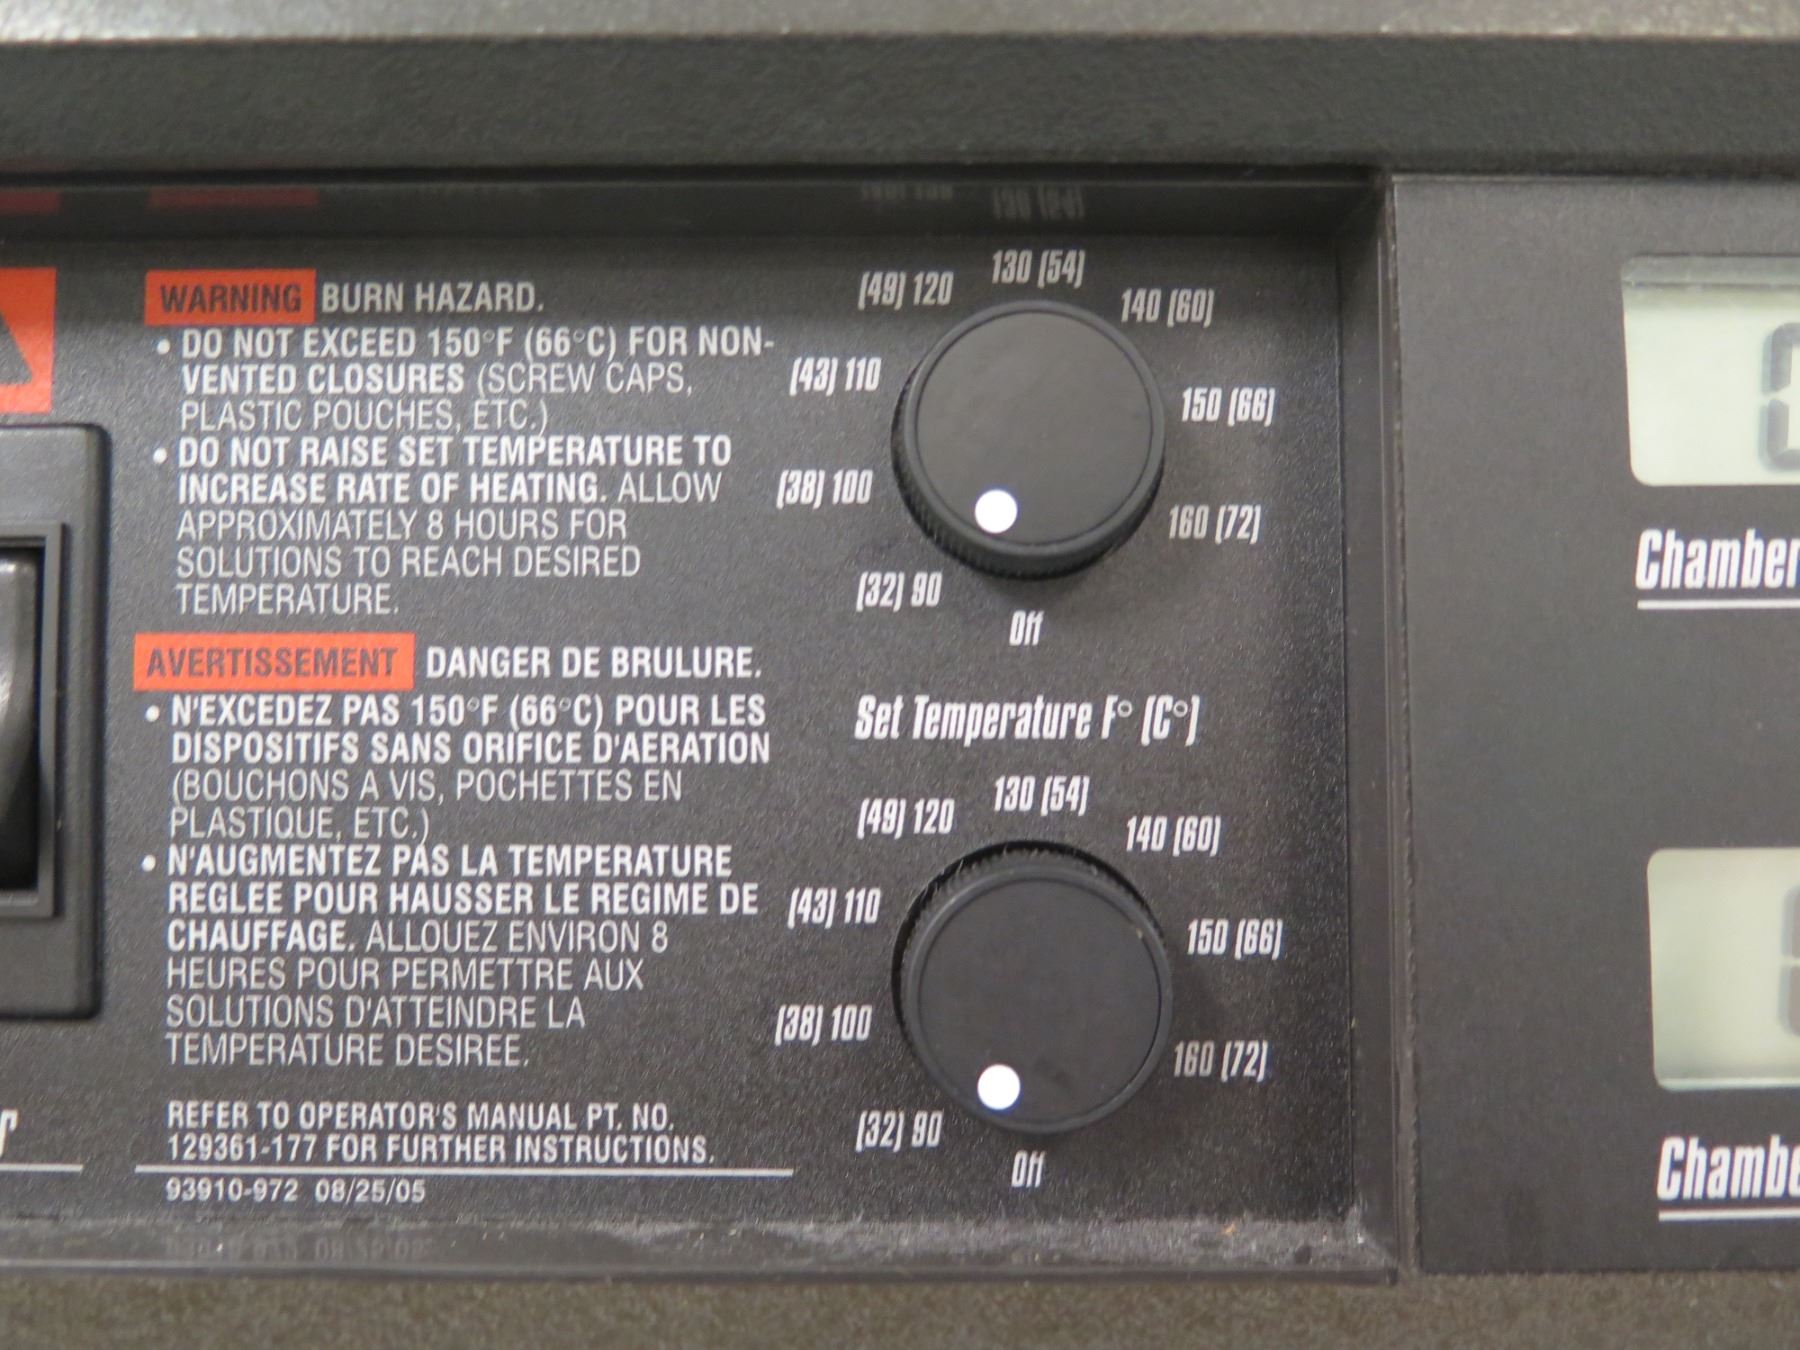 WARNING BURN HAZARD.
• DO NOT EXCEED 150°F (66°C) FOR NON-
VENTED CLOSURES (SCREW CAPS,
PLASTIC POUCHES, ETC.)
• DO NOT RAISE SET TEMPERATURE TO
INCREASE RATE OF HEATING. ALLOW
APPROXIMATELY 8 HOURS FOR
SOLUTIONS TO REACH DESIRED
TEMPERATURE.
AVERTISSEMENT DANGER DE BRULURE.
• N'EXCEDEZ PAS 150°F (66°C) POUR LES
DISPOSITIFS SANS ORIFICE D'AERATION
(BOUCHONS A VIS, POCHETTES EN
PLASTIQUE, ETC.)
• N'AUGMENTEZ PAS LA TEMPERATURE
REGLEE POUR HAUSSER LE REGIME DE
CHAUFFAGE. ALLOUEZ ENVIRON 8
HEURES POUR PERMETTRE AUX
SOLUTIONS D'ATTEINDRE LA
TEMPERATURE DESIREE.
REFER TO OPERATOR'S MANUAL PT. NO.
129361-177 FOR FURTHER INSTRUCTIONS.
93910-972 08/25/05
130 (54)
(49) 120
140 (60)
(43) 110
150 (66)
(38) 100
160 (72)
(32) 90
Off
Set Temperature F° (C°)
130 (54)
(49) 120
140 (60)
(43) 110
150 (66)
(38) 100
160 (72)
(32) 90
Off
Chamber
Chambe